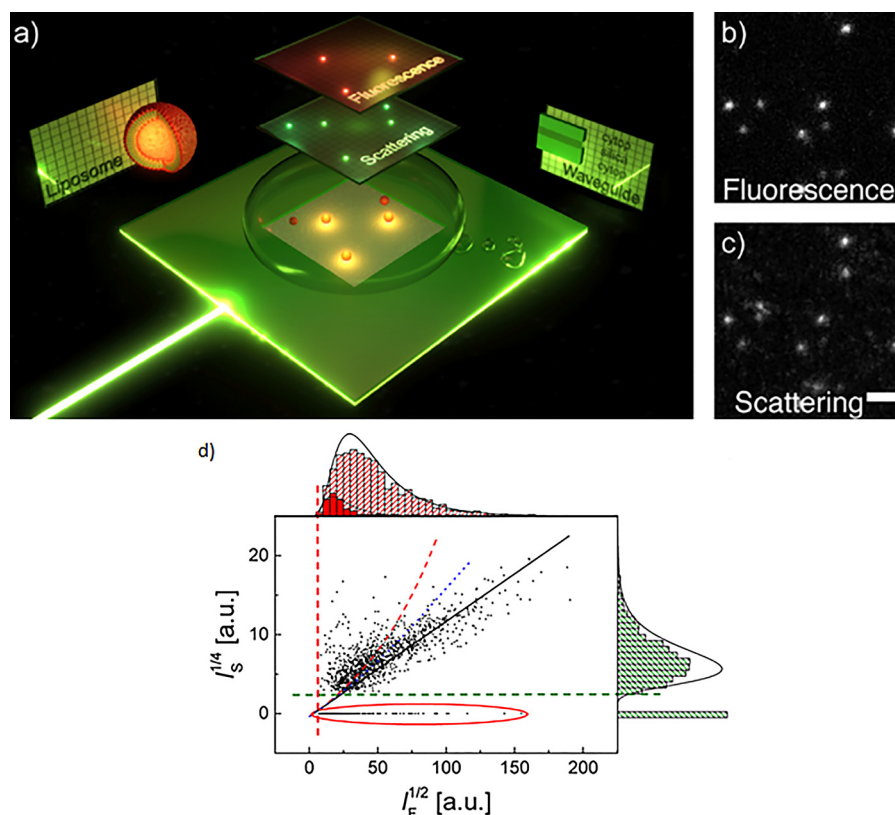 a)
Fluorescence
Scattering
Liposome
cytop
silica
cytop
Waveguide
b)
Fluorescence
c)
Scattering
d)
I_S^1/4 [a.u.]
20
10
0
0
50
100
150
200
I_F^1/2 [a.u.]